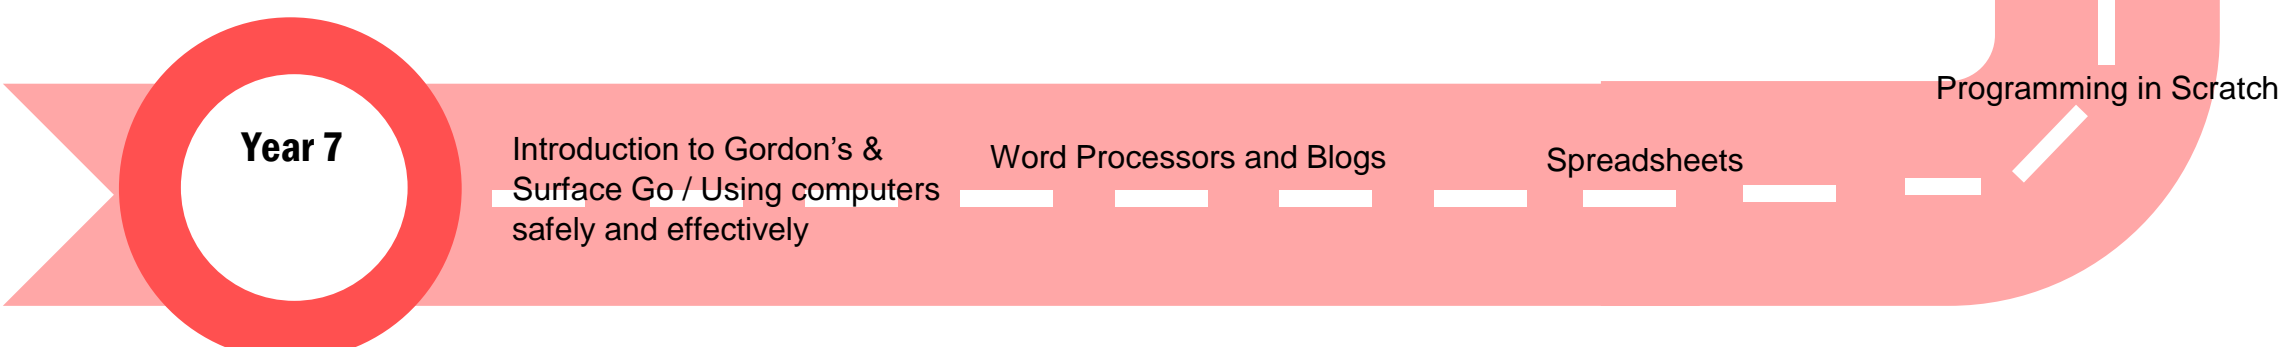 Year 7
Introduction to Gordon’s &
Surface Go / Using computers
safely and effectively
Word Processors and Blogs
Spreadsheets
Programming in Scratch